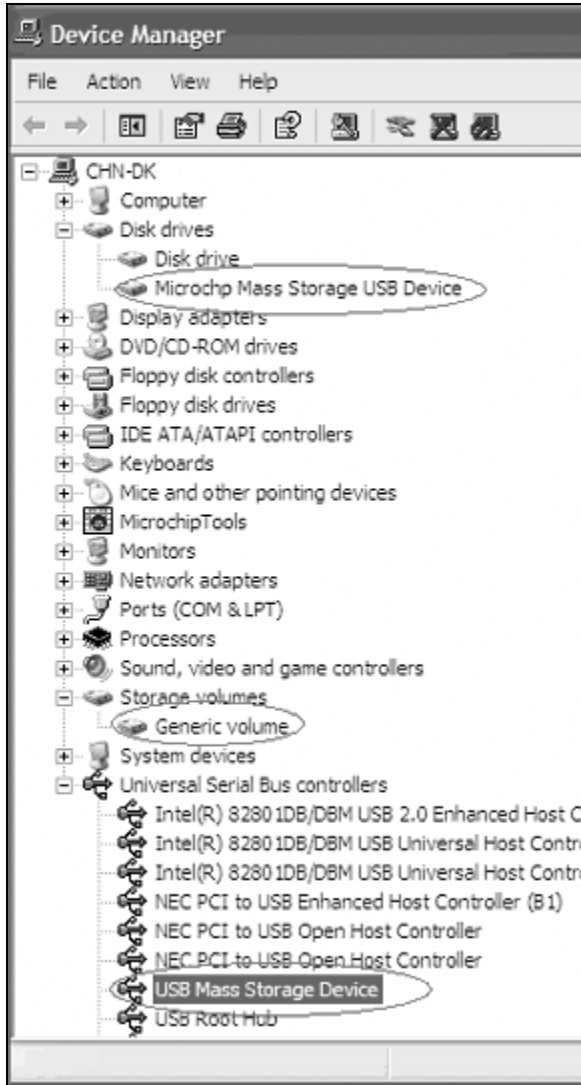 Device Manager
File Action View Help
CHN-DK
Computer
Disk drives
Disk drive
Microchp Mass Storage USB Device
Display adapters
DVD/CD-ROM drives
Floppy disk controllers
Floppy disk drives
IDE ATA/ATAPI controllers
Keyboards
Mice and other pointing devices
MicrochipTools
Monitors
Network adapters
Ports (COM & LPT)
Processors
Sound, video and game controllers
Storage volumes
Generic volume
System devices
Universal Serial Bus controllers
Intel(R) 82801DB/DBM USB 2.0 Enhanced Host C
Intel(R) 82801DB/DBM USB Universal Host Contr
Intel(R) 82801DB/DBM USB Universal Host Contr
NEC PCI to USB Enhanced Host Controller (B1)
NEC PCI to USB Open Host Controller
NEC PCI to USB Open Host Controller
USB Mass Storage Device
USB Root Hub